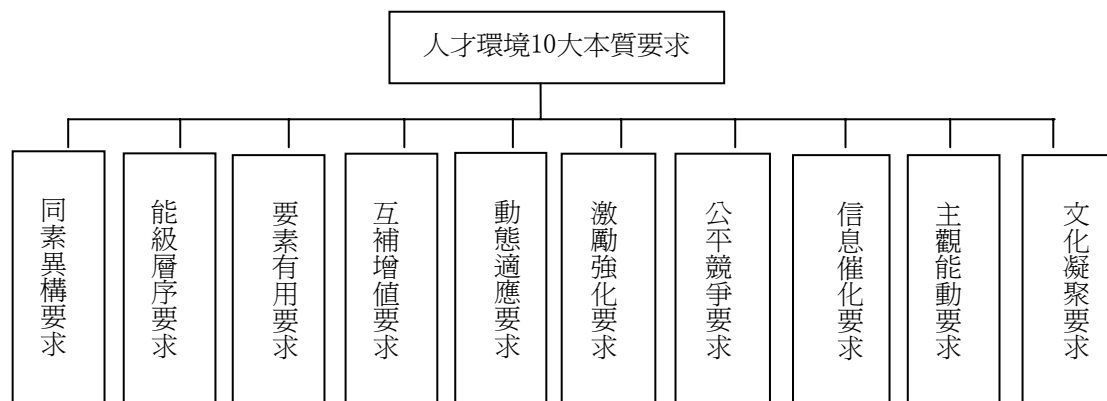 人才環境10大本質要求
同素異構要求
能級層序要求
要素有用要求
互補增值要求
動態適應要求
激勵強化要求
公平競爭要求
信息催化要求
主觀能動要求
文化凝聚要求